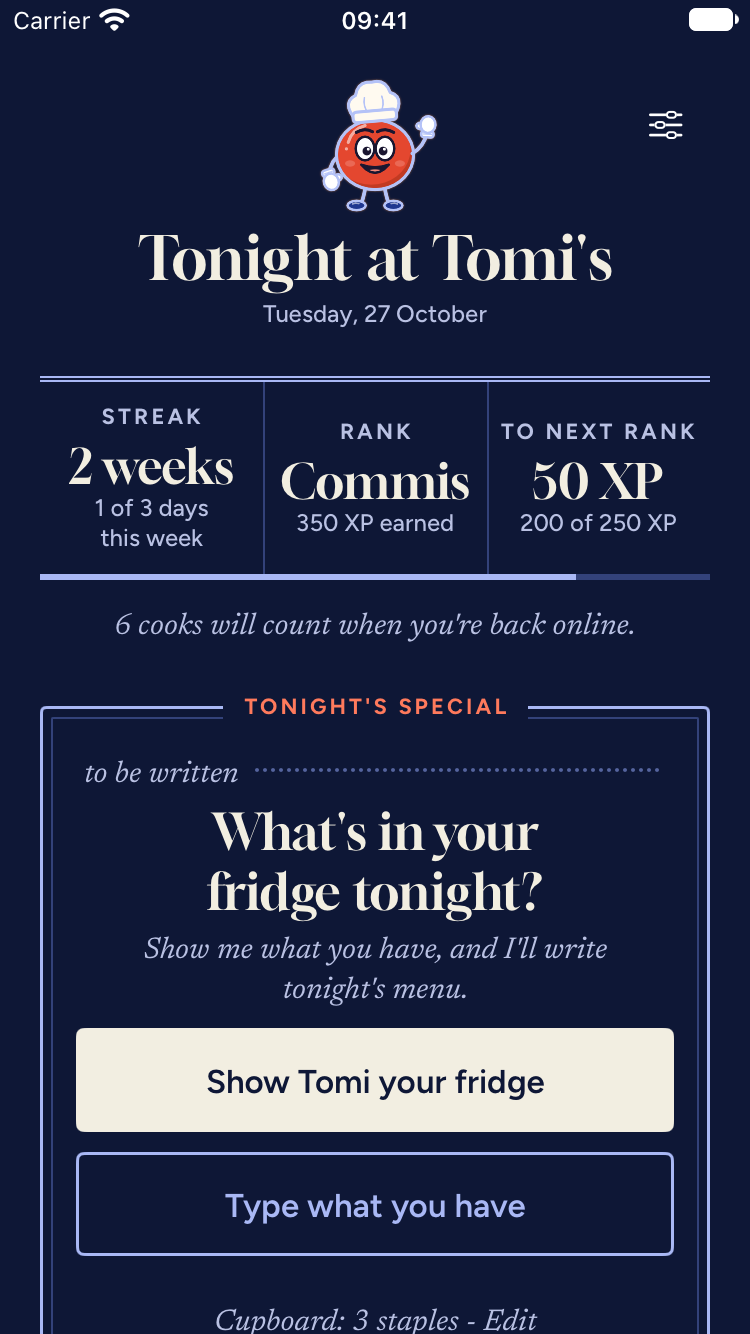 Carrier
09:41
Tonight at Tomi's
Tuesday, 27 October
STREAK
2 weeks
1 of 3 days
this week
RANK
Commis
350 XP earned
TO NEXT RANK
50 XP
200 of 250 XP
6 cooks will count when you're back online.
TONIGHT'S SPECIAL
to be written
What's in your
fridge tonight?
Show me what you have, and I'll write
tonight's menu.
Show Tomi your fridge
Type what you have
Cupboard: 3 staples - Edit